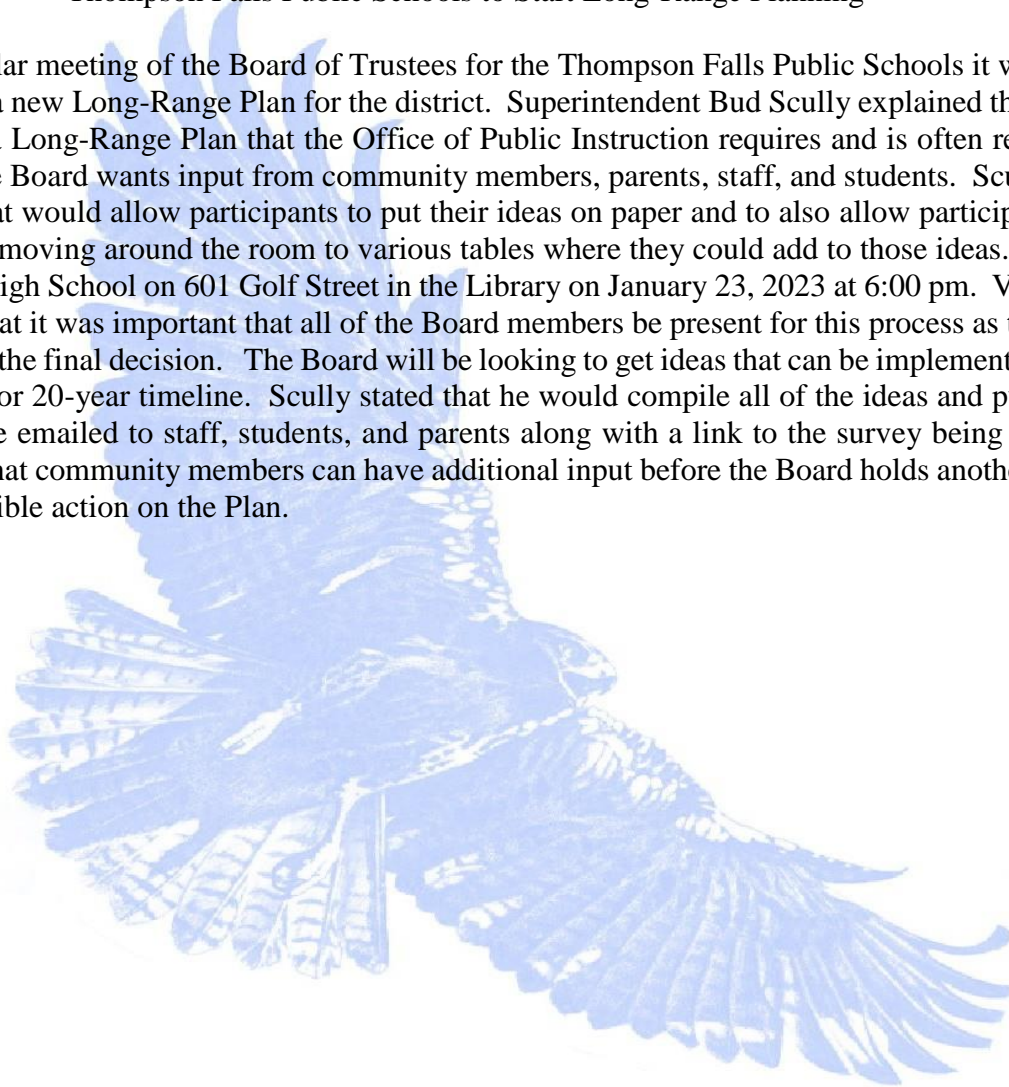 Thompson Falls Public Schools to Start Long-Range Planning
lar meeting of the Board of Trustees for the Thompson Falls Public Schools it w
a new Long-Range Plan for the district. Superintendent Bud Scully explained th
Long-Range Plan that the Office of Public Instruction requires and is often re
Board wants input from community members, parents, staff, and students. Scu
at would allow participants to put their ideas on paper and to also allow particip
moving around the room to various tables where they could add to those ideas.
igh School on 601 Golf Street in the Library on January 23, 2023 at 6:00 pm. V
at it was important that all of the Board members be present for this process as t
the final decision. The Board will be looking to get ideas that can be implement
or 20-year timeline. Scully stated that he would compile all of the ideas and p
e emailed to staff, students, and parents along with a link to the survey being
hat community members can have additional input before the Board holds anoth
ible action on the Plan.